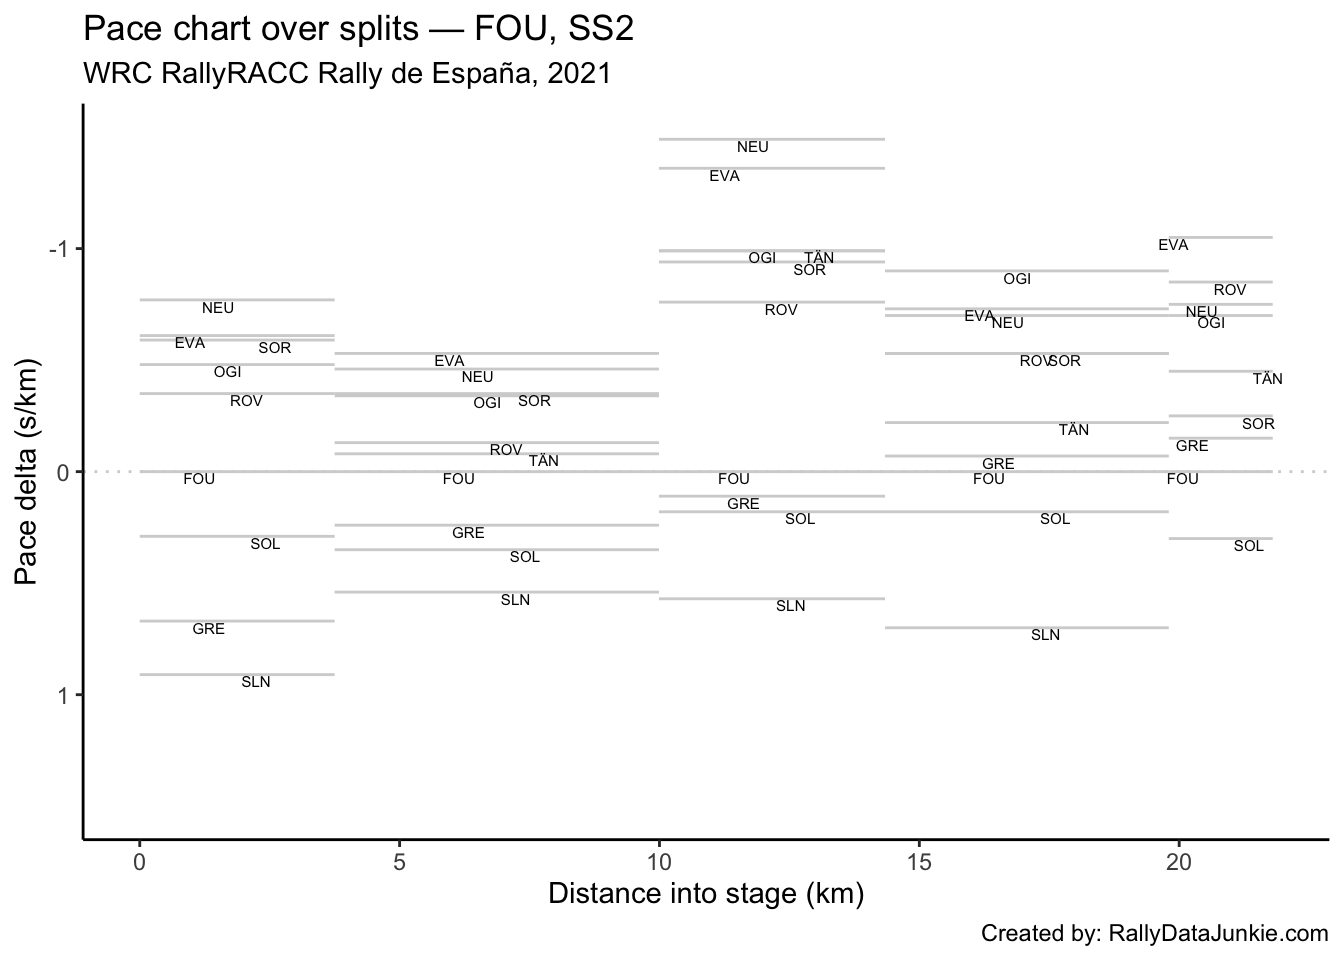 Pace chart over splits — FOU, SS2
WRC RallyRACC Rally de España, 2021
NEU
EVA
OGI TÄN
SOR
ROV
-1
EVA
OGI
ROV
NEU
EVA
NEU
NEU
OGI
EVA
SOR
OGI
ROV
EVA
NEU
OGI SOR
ROV
TÄN
ROV SOR
TÄN
TÄN
SOR
GRE
GRE
0
FOU
FOU
FOU
FOU
FOU
SOL
GRE
SOL
SLN
GRE
SOL
SLN
SOL
SLN
SOL
GRE
SLN
1
Pace delta (s/km)
0 5 10 15 20
Distance into stage (km)
Created by: RallyDataJunkie.com